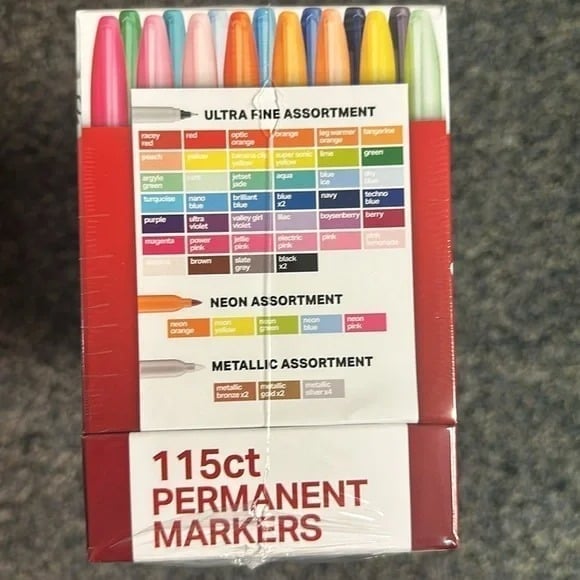 ULTRA FINE ASSORTMENT
racey red
red
optic orange
orange
leg warmer orange
tangerine
peach
yellow
banana clip yellow
super sonic yellow
lime
green
argyle green
jetset jade
aqua
blue ice
sky blue
turquoise
nano blue
brilliant blue
blue x2
navy
techno blue
purple
ultra violet
valley girl violet
lilac
boysenberry
berry
magenta
power pink
jellie pink
electric pink
pink
pink lemonade
brown
slate grey
black x2
NEON ASSORTMENT
neon orange
neon yellow
neon green
neon blue
neon pink
METALLIC ASSORTMENT
metallic bronze x2
metallic gold x2
metallic silver x4
115ct
PERMANENT
MARKERS